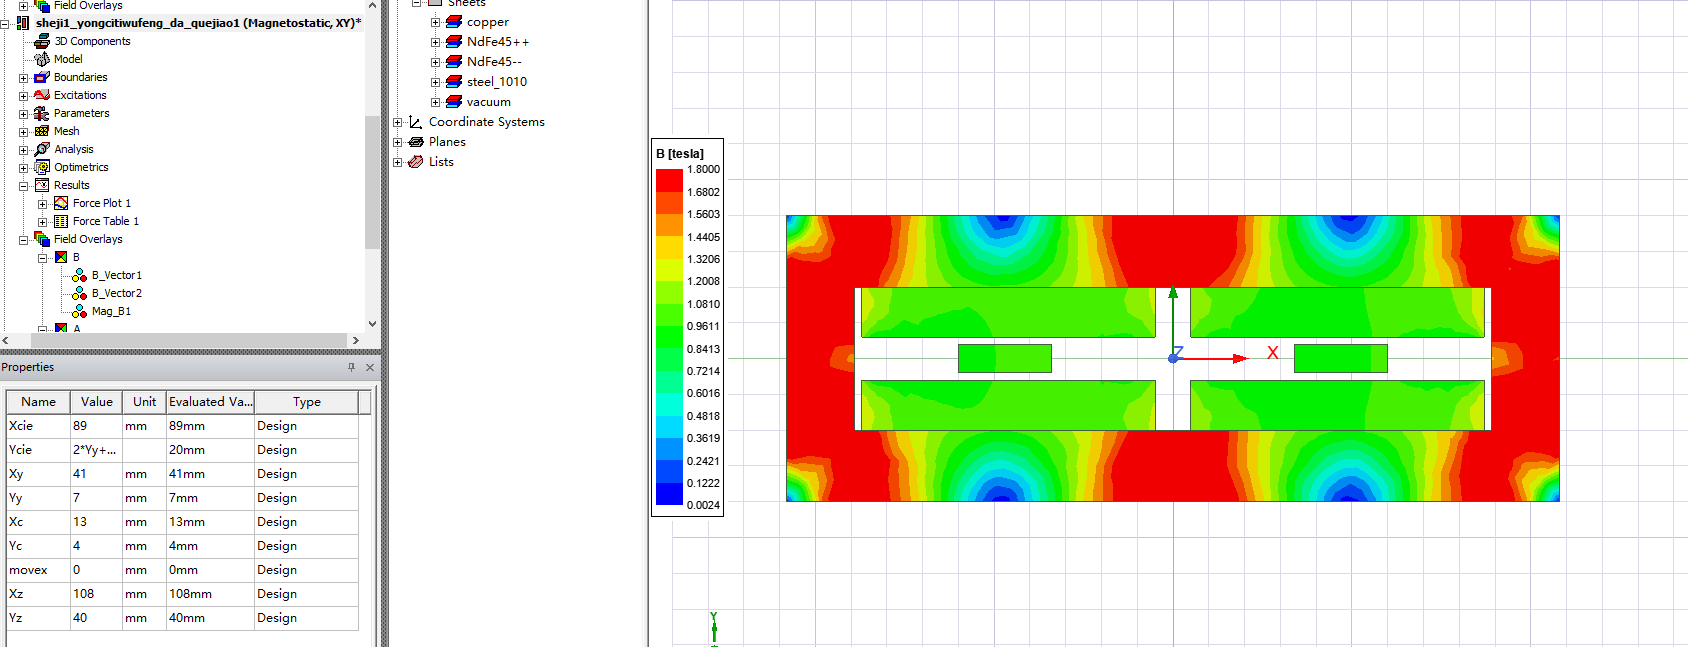 Field Overlays
sheji1_yongcitiwufeng_da_quejiao1 (Magnetostatic, XY)*
3D Components
Model
Boundaries
Excitations
Parameters
Mesh
Analysis
Optimetrics
Results
Force Plot 1
Force Table 1
Field Overlays
B
B_Vector1
B_Vector2
Mag_B1
A
Sheets
copper
NdFe45++
NdFe45--
steel_1010
vacuum
Coordinate Systems
Planes
Lists
Properties
Name Value Unit Evaluated Va... Type
Xcie 89 mm 89mm Design
Ycie 2*Yy+... 20mm Design
Xy 41 mm 41mm Design
Yy 7 mm 7mm Design
Xc 13 mm 13mm Design
Yc 4 mm 4mm Design
movex 0 mm 0mm Design
Xz 108 mm 108mm Design
Yz 40 mm 40mm Design
B [tesla]
1.8000
1.6802
1.5603
1.4405
1.3206
1.2008
1.0810
0.9611
0.8413
0.7214
0.6016
0.4818
0.3619
0.2421
0.1222
0.0024
Z
X
Y